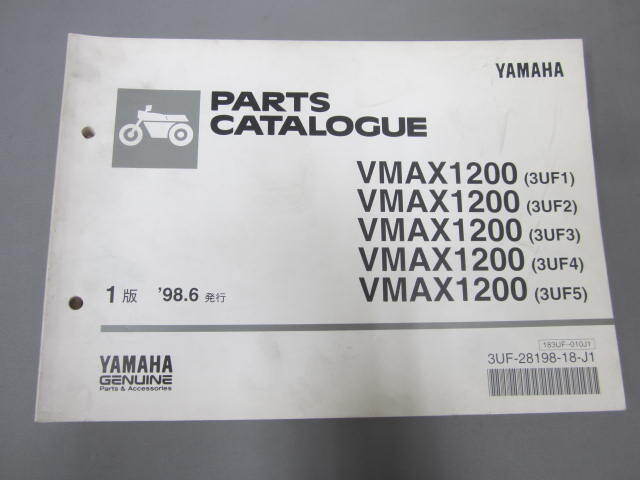 YAMAHA
PARTS
CATALOGUE
VMAX1200 (3UF1)
VMAX1200 (3UF2)
VMAX1200 (3UF3)
VMAX1200 (3UF4)
VMAX1200 (3UF5)
1版 '98.6 発行
183UF-010J1
3UF-28198-18-J1
YAMAHA
GENUINE
Parts & Accessories